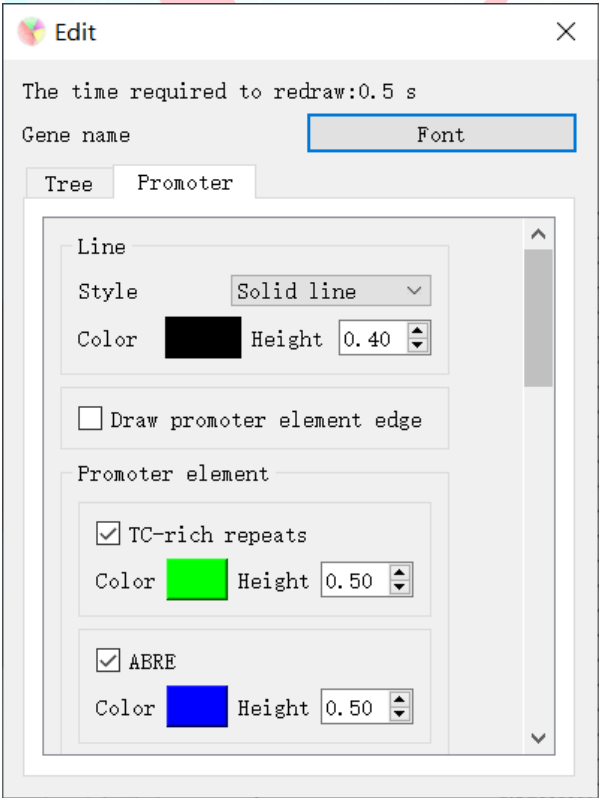 Edit
The time required to redraw:0.5 s
Gene name Font
Tree Promoter
Line
Style Solid line
Color Height 0.40
Draw promoter element edge
Promoter element
TC-rich repeats
Color Height 0.50
ABRE
Color Height 0.50